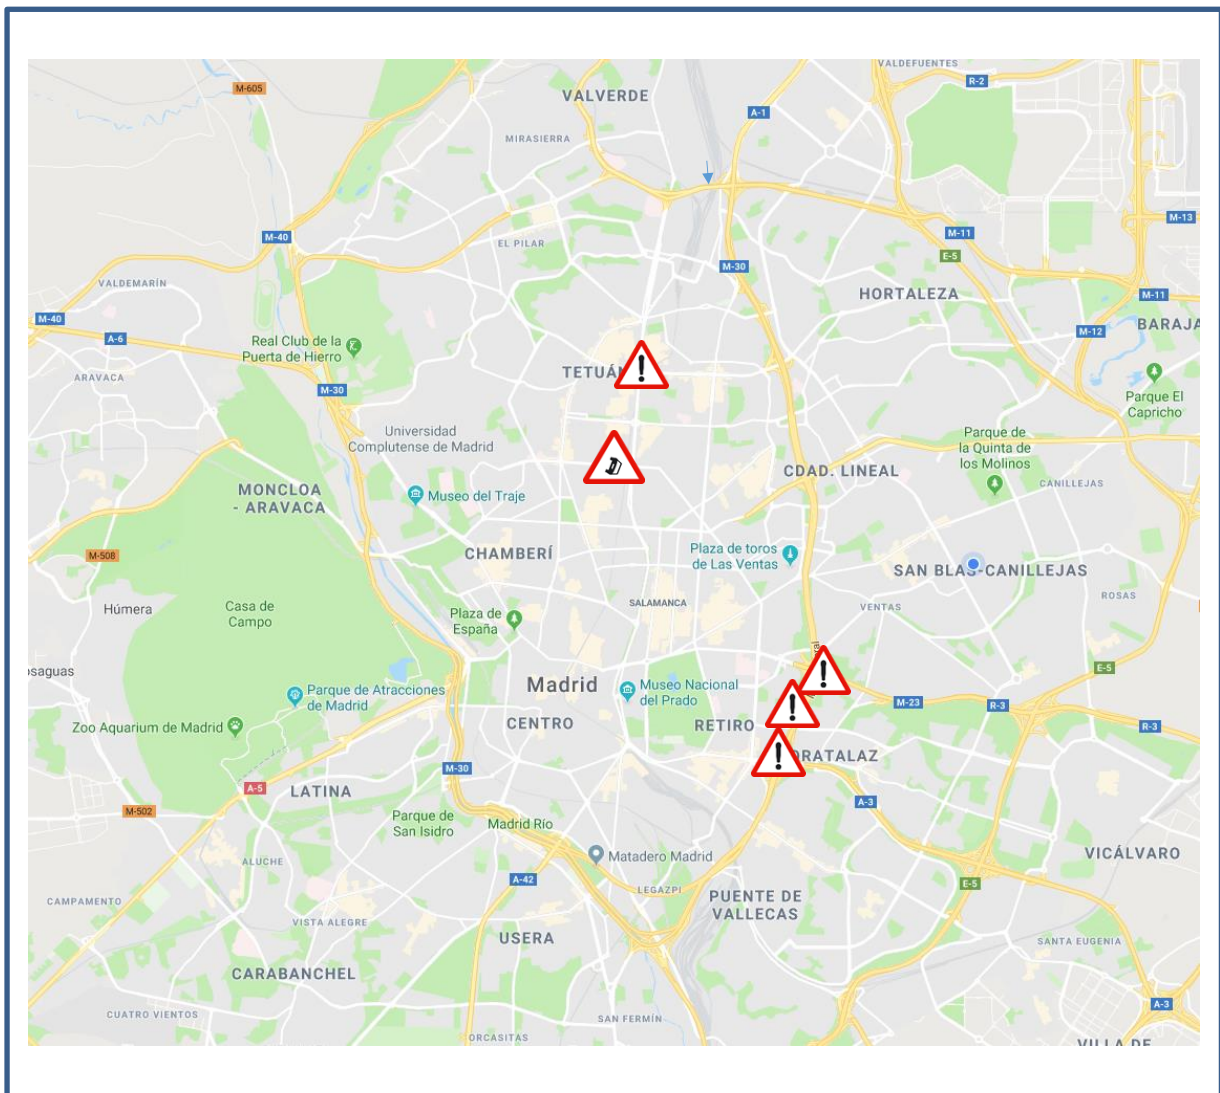 VALDEFUENTES
M-605
R-2
VALVERDE
A-1
MIRASIERRA
M-13
M-40
M-11
EL PILAR
E-5
M-30
VALDEMARÍN
HORTALEZA
M-11
M-40
BARAJA
M-12
A-6
Real Club de la
Puerta de Hierro
TETUÁN
ARAVACA
M-30
Parque El
Capricho
Universidad
Complutense de Madrid
Parque de
la Quinta de
los Molinos
CDAD. LINEAL
CANILLEJAS
MONCLOA
- ARAVACA
Museo del Traje
M-508
CHAMBERÍ
Plaza de toros
de Las Ventas
SAN BLAS-CANILLEJAS
Húmera
Casa de
Campo
SALAMANCA
VENTAS
ROSAS
Plaza de
España
osaguas
E-5
Madrid
Museo Nacional
del Prado
Parque de Atracciones
de Madrid
M-23
R-3
Zoo Aquarium de Madrid
CENTRO
RETIRO
R-3
ORATALAZ
M-30
A-5
LATINA
A-3
M-502
Parque de
San Isidro
Madrid Río
Matadero Madrid
VICÁLVARO
ALUCHE
A-42
LEGAZPI
E-5
CAMPAMENTO
PUENTE DE
VALLECAS
VISTA ALEGRE
USERA
SANTA EUGENIA
CARABANCHEL
A-3
CUATRO VIENTOS
SAN FERMÍN
ORCASITAS
VILLA DE